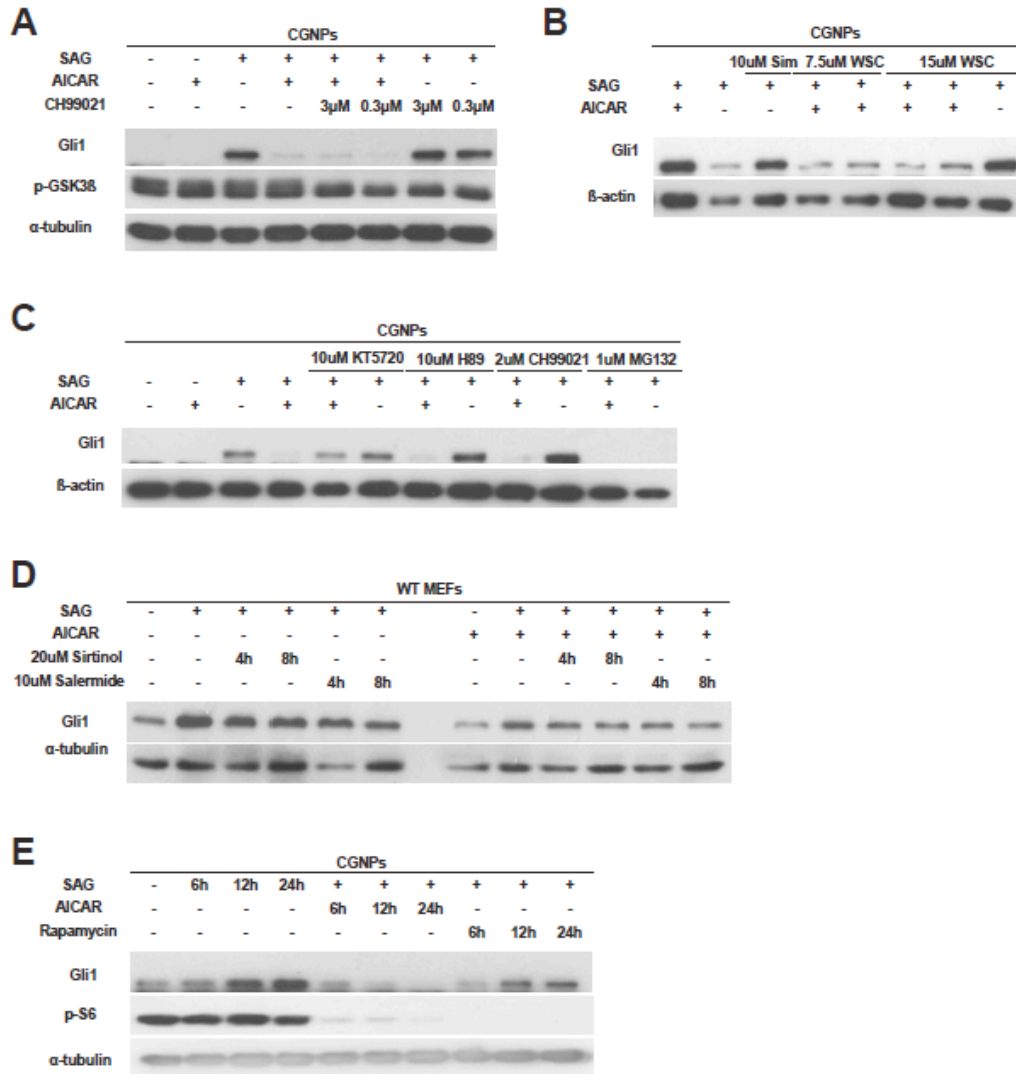 A
CGNPs
SAG - - + + + + + +
AICAR - + - + + + - -
CH99021 - - - - 3µM 0.3µM 3µM 0.3µM
Gli1
p-GSK3ß
α-tubulin
B
CGNPs
10uM Sim 7.5uM WSC 15uM WSC
SAG + + + + + + + +
AICAR + - - + + + + -
Gli1
ß-actin
C
CGNPs
10uM KT5720 10uM H89 2uM CH99021 1uM MG132
SAG - - + + + + + + + + + +
AICAR - + - + + - + - + - + -
Gli1
ß-actin
D
WT MEFs
SAG - + + + + + - + + + + +
AICAR - - - - - - + + + + + +
20uM Sirtinol - - 4h 8h - - - - 4h 8h - -
10uM Salermide - - - - 4h 8h - - - - 4h 8h
Gli1
α-tubulin
E
CGNPs
SAG - 6h 12h 24h + + + + + +
AICAR - - - - 6h 12h 24h - - -
Rapamycin - - - - - - - 6h 12h 24h
Gli1
p-S6
α-tubulin